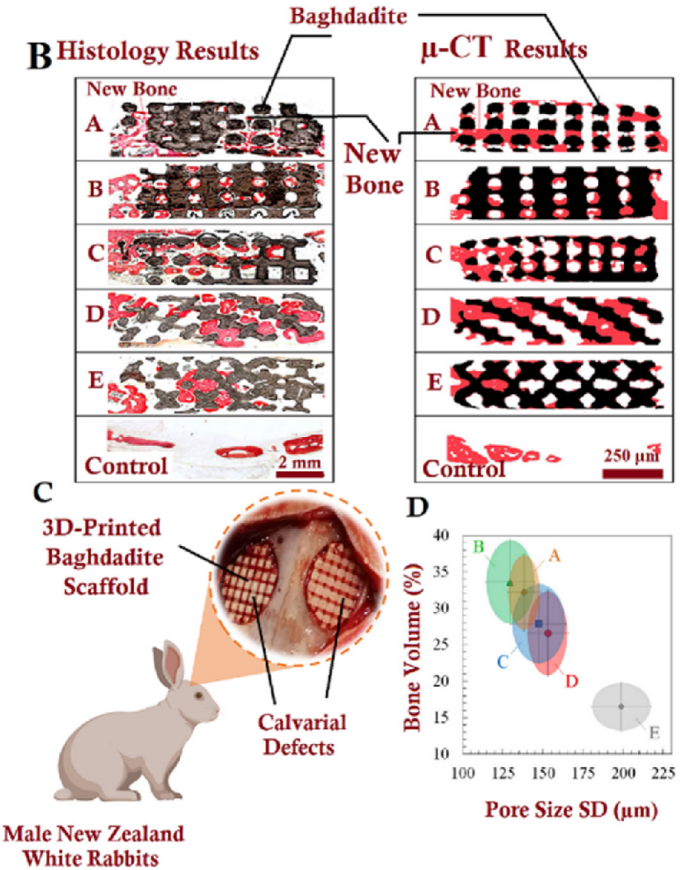 Baghdadite
B Histology Results
μ-CT Results
New Bone
A
B
C
D
E
Control
2 mm
New
Bone
New Bone
A
B
C
D
E
Control
250 μm
C
3D-Printed
Baghdadite
Scaffold
Calvarial
Defects
Male New Zealand
White Rabbits
D
Bone Volume (%)
40
35
30
25
20
15
10
B
A
C
D
E
100 125 150 175 200 225
Pore Size SD (μm)